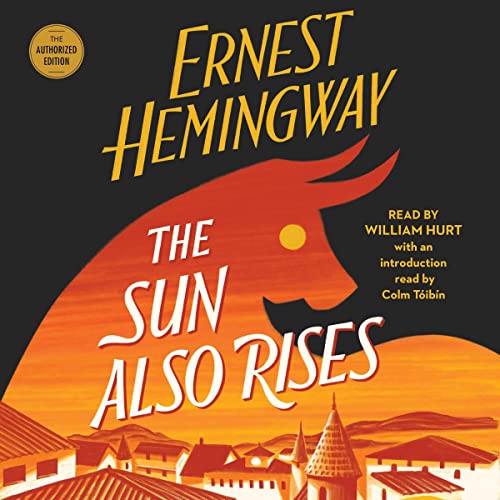 THE
AUTHORIZED
EDITION
ERNEST
HEMINGWAY
READ BY
WILLIAM HURT
with an
introduction
read by
Colm Tóibín
THE
SUN
ALSO RISES